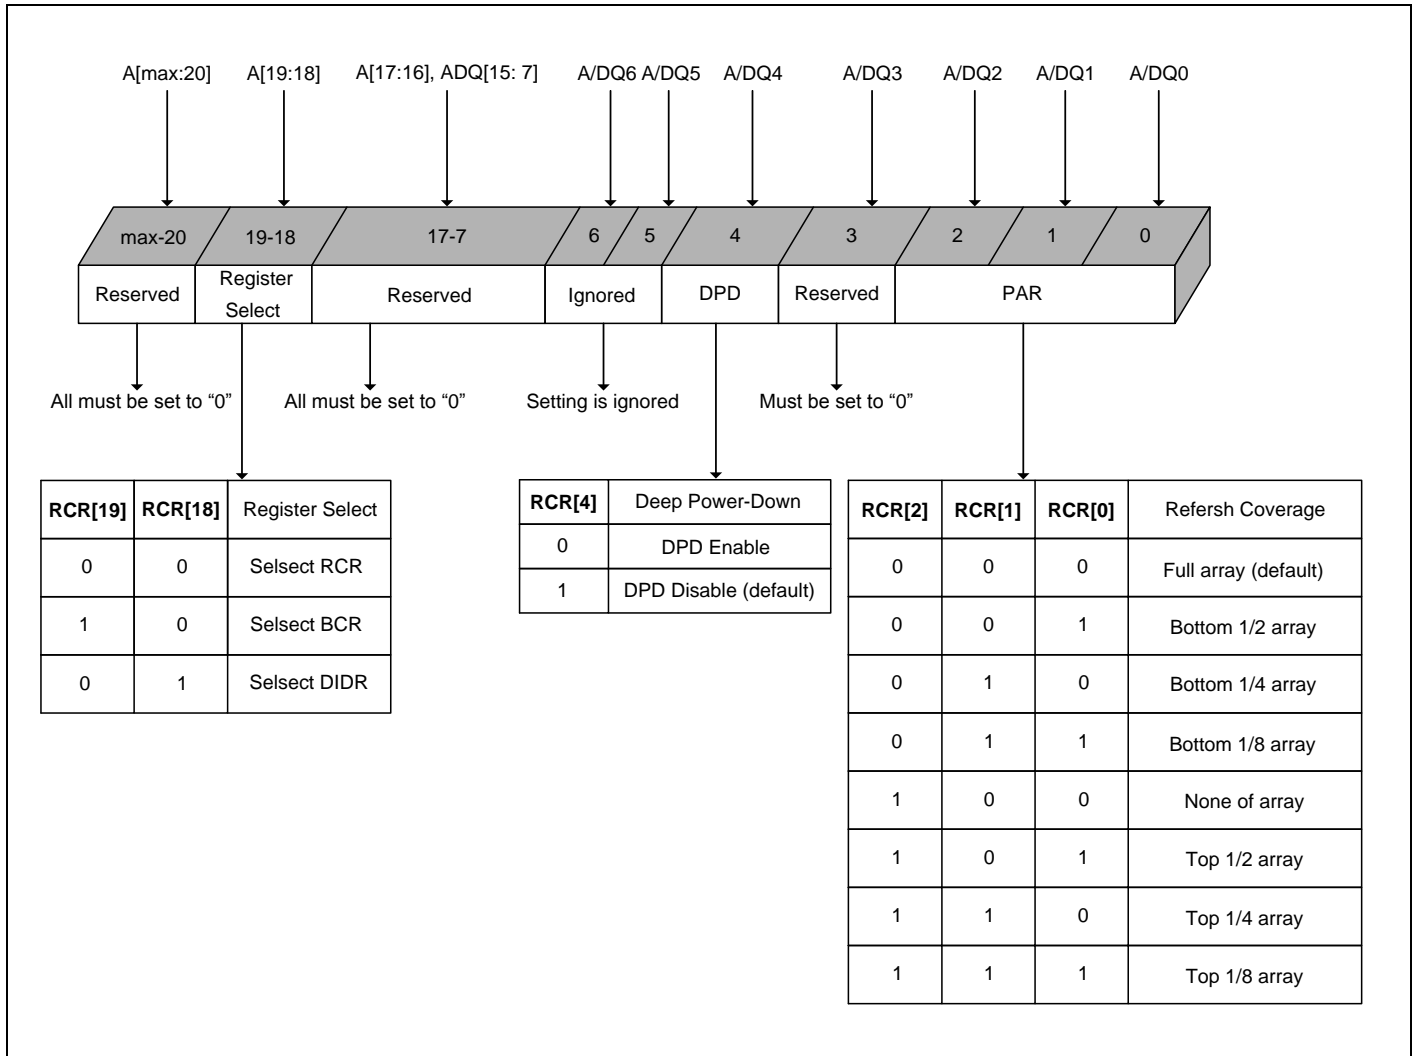 A[max:20] A[19:18] A[17:16], ADQ[15: 7] A/DQ6 A/DQ5 A/DQ4 A/DQ3 A/DQ2 A/DQ1 A/DQ0
max-20 19-18 17-7 6 5 4 3 2 1 0
Reserved Register Select Reserved Ignored DPD Reserved PAR
All must be set to “0” All must be set to “0” Setting is ignored Must be set to “0”
RCR[19] RCR[18] Register Select
0 0 Selsect RCR
1 0 Selsect BCR
0 1 Selsect DIDR
RCR[4] Deep Power-Down
0 DPD Enable
1 DPD Disable (default)
RCR[2] RCR[1] RCR[0] Refersh Coverage
0 0 0 Full array (default)
0 0 1 Bottom 1/2 array
0 1 0 Bottom 1/4 array
0 1 1 Bottom 1/8 array
1 0 0 None of array
1 0 1 Top 1/2 array
1 1 0 Top 1/4 array
1 1 1 Top 1/8 array